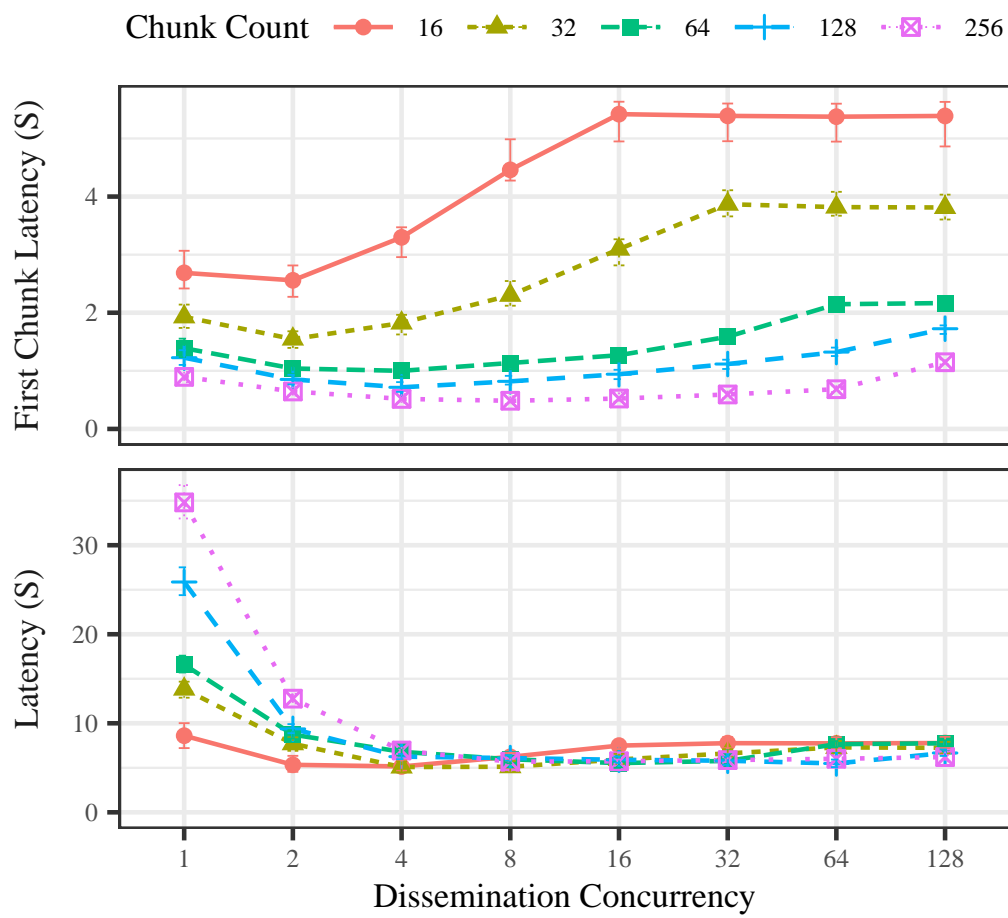 Chunk Count 16 32 64 128 256
First Chunk Latency (S)
4
2
0
Latency (S)
30
20
10
0
1 2 4 8 16 32 64 128
Dissemination Concurrency